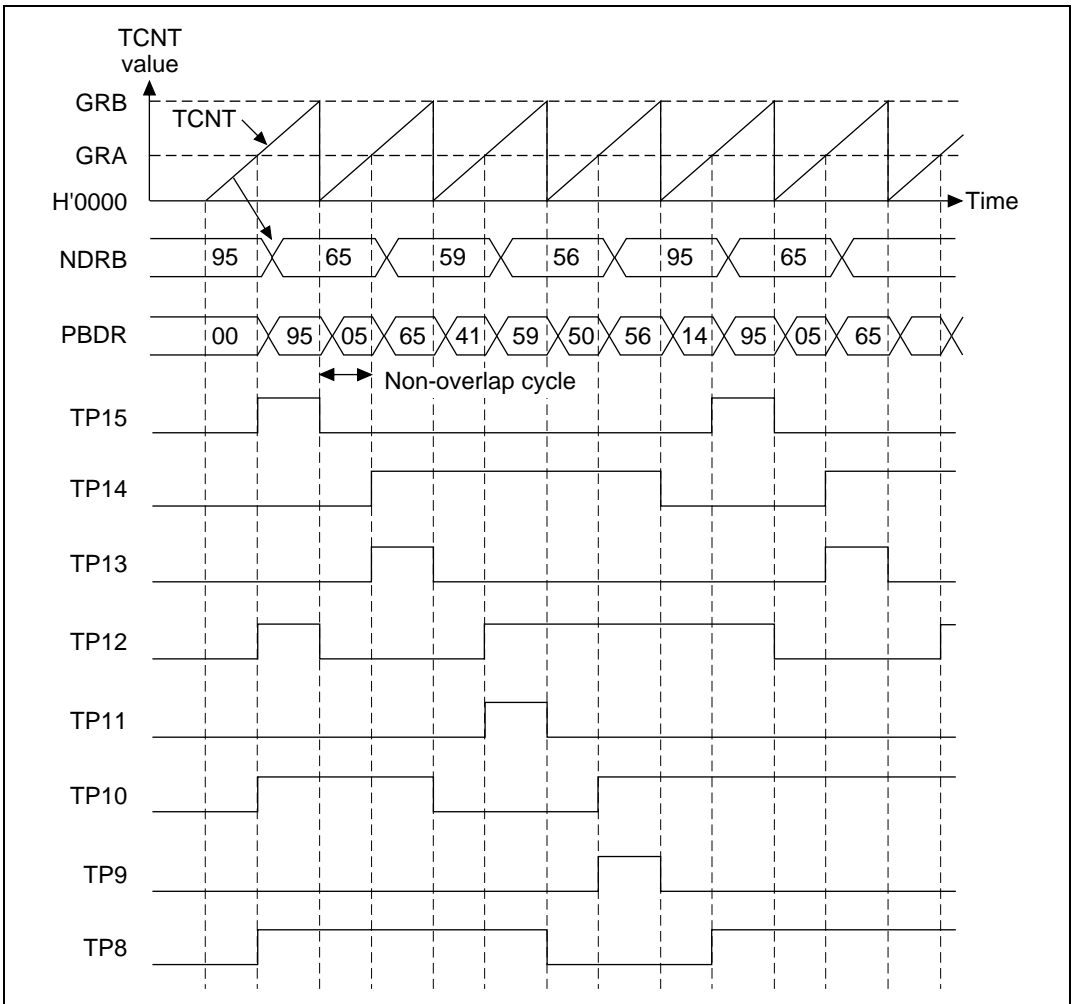 TCNT
value
GRB
TCNT
GRA
H'0000
Time
NDRB 95 65 59 56 95 65
PBDR 00 95 05 65 41 59 50 56 14 95 05 65
Non-overlap cycle
TP15
TP14
TP13
TP12
TP11
TP10
TP9
TP8